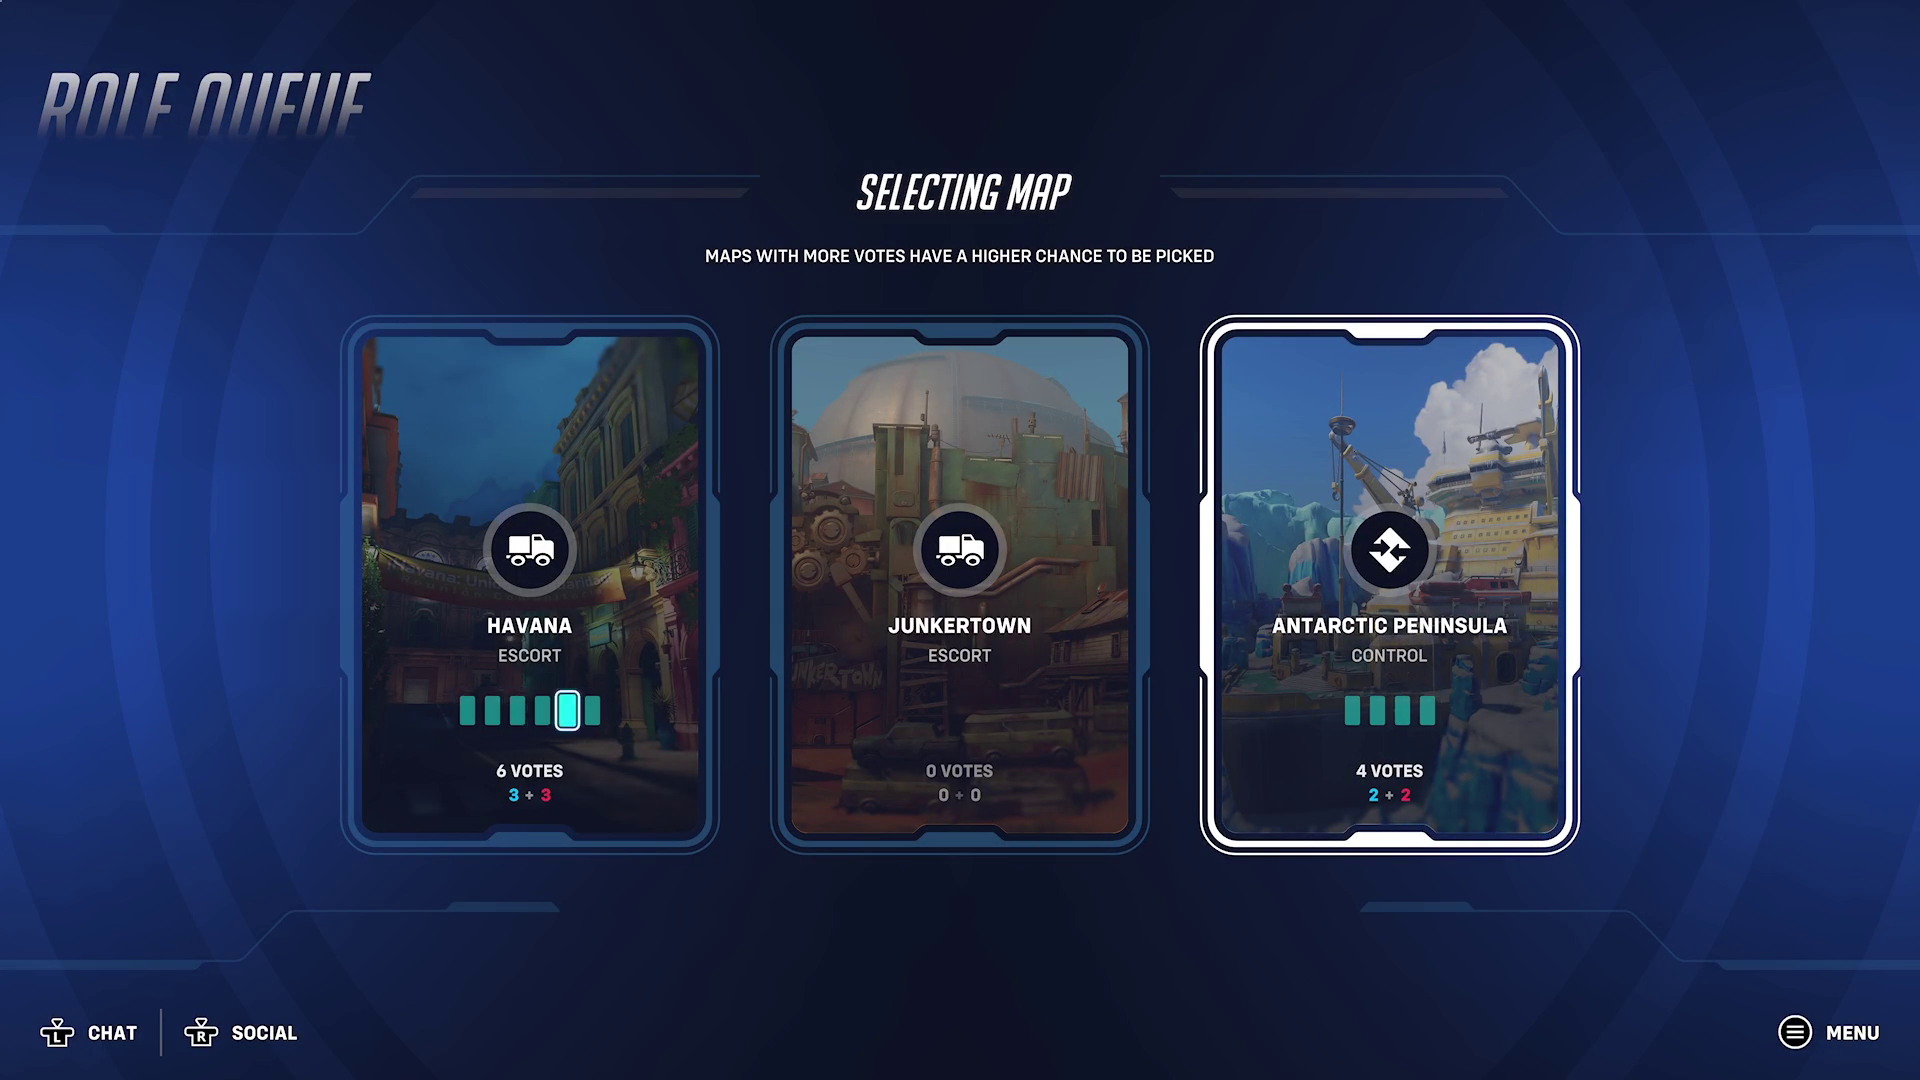 ROLE QUEUE
SELECTING MAP
MAPS WITH MORE VOTES HAVE A HIGHER CHANCE TO BE PICKED
HAVANA
ESCORT
6 VOTES
3 + 3
JUNKERTOWN
ESCORT
0 VOTES
0 + 0
ANTARCTIC PENINSULA
CONTROL
4 VOTES
2 + 2
L CHAT
R SOCIAL
MENU